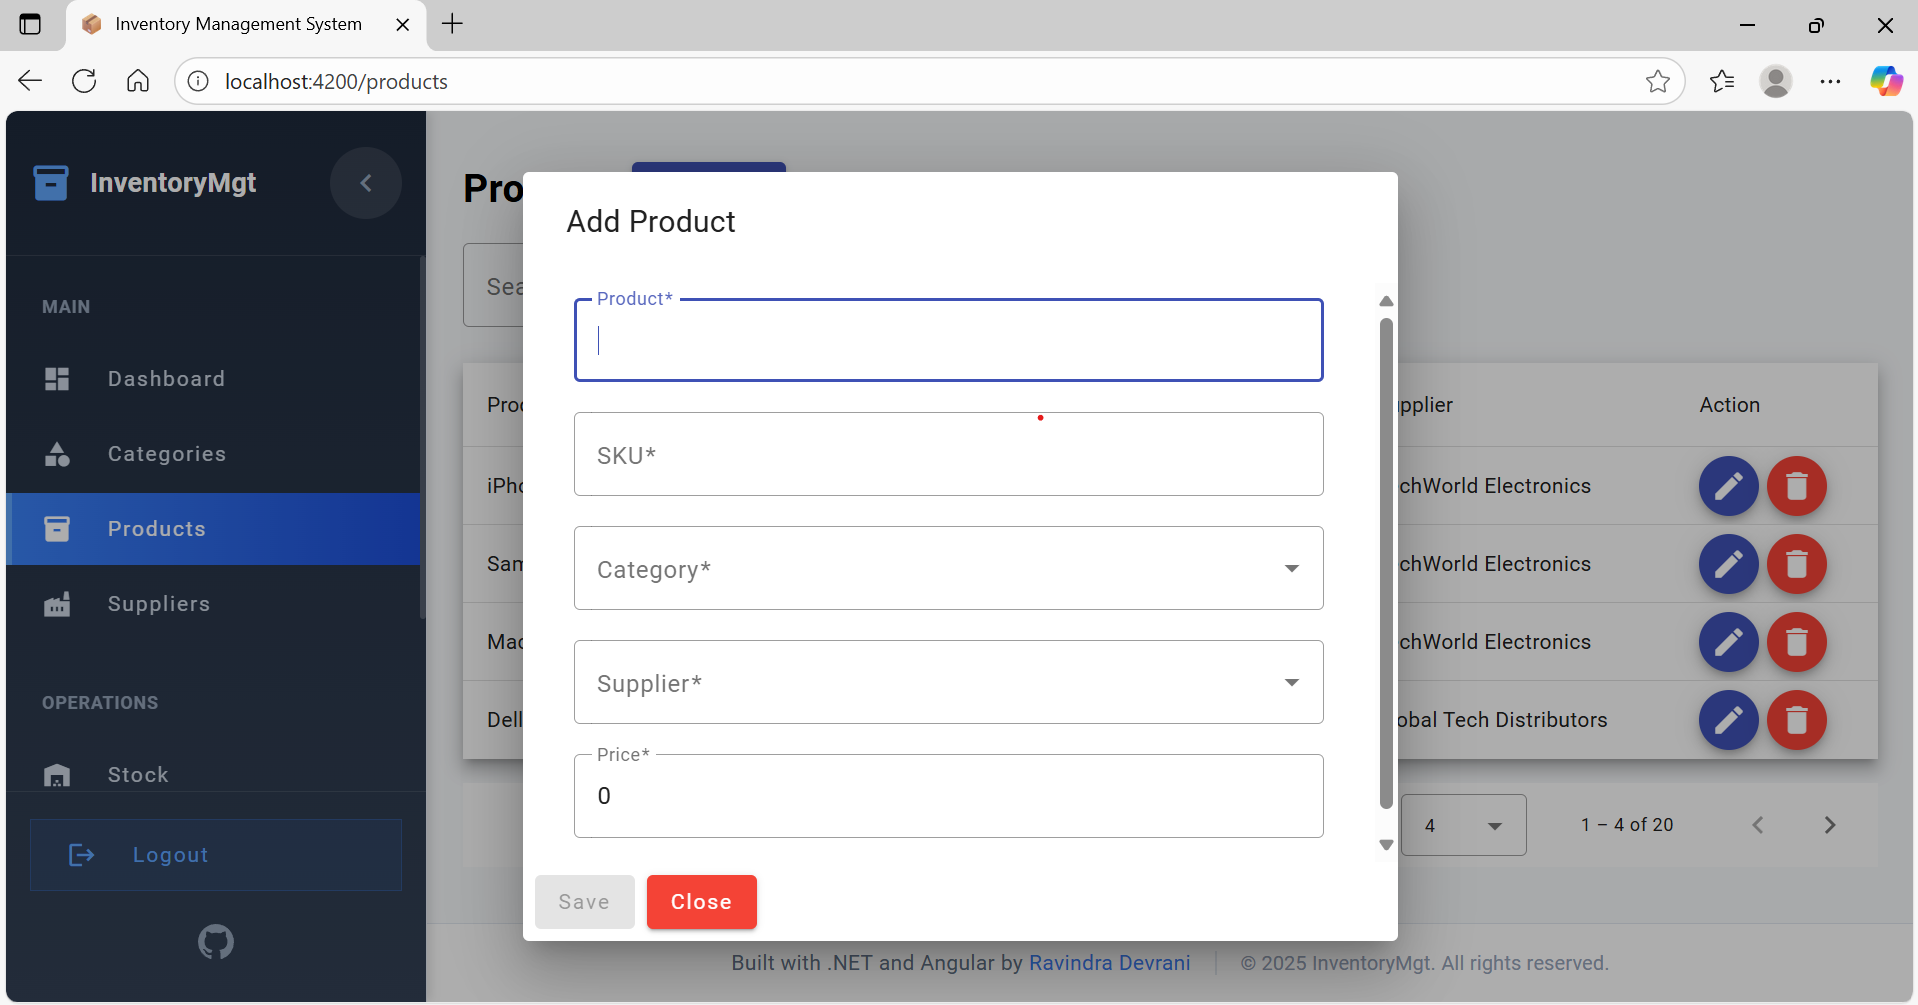 Inventory Management System
localhost:4200/products
InventoryMgt
MAIN
Dashboard
Categories
Products
Suppliers
OPERATIONS
Stock
Logout
Pro
Sea
Prod
iPho
Sam
Mac
Dell
Add Product
Product*
SKU*
Category*
Supplier*
Price*
0
Save
Close
pplier
Action
chWorld Electronics
chWorld Electronics
chWorld Electronics
obal Tech Distributors
4
1 – 4 of 20
Built with .NET and Angular by Ravindra Devrani
© 2025 InventoryMgt. All rights reserved.